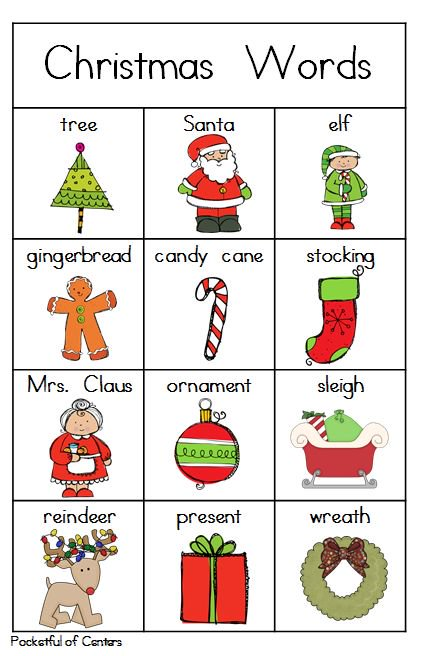 Christmas Words
tree
Santa
elf
gingerbread
candy cane
stocking
Mrs. Claus
ornament
sleigh
reindeer
present
wreath
Pocketful of Centers